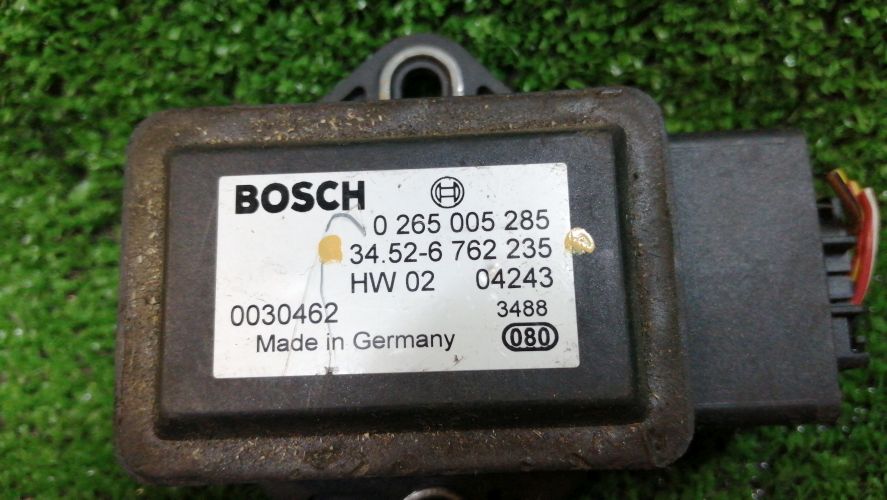 BOSCH
0 265 005 285
34.52-6 762 235
HW 02 04243
0030462 3488
Made in Germany 080